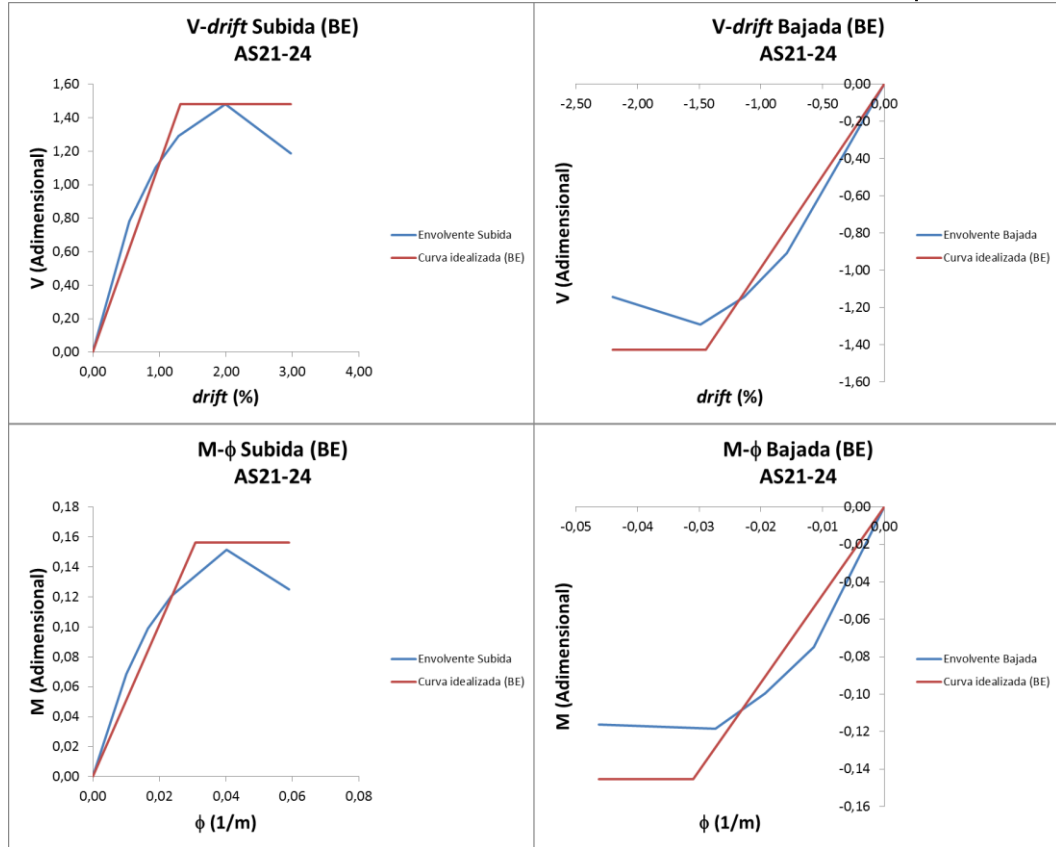 V-drift Subida (BE)
AS21-24
1,60
1,40
1,20
1,00
0,80
0,60
0,40
0,20
0,00
0,00 1,00 2,00 3,00 4,00
V (Adimensional)
drift (%)
Envolvente Subida
Curva idealizada (BE)
V-drift Bajada (BE)
AS21-24
-2,50 -2,00 -1,50 -1,00 -0,50 0,00
0,00
-0,20
-0,40
-0,60
-0,80
-1,00
-1,20
-1,40
-1,60
V (Adimensional)
drift (%)
Envolvente Bajada
Curva idealizada (BE)
M-ϕ Subida (BE)
AS21-24
0,18
0,16
0,14
0,12
0,10
0,08
0,06
0,04
0,02
0,00
0,00 0,02 0,04 0,06 0,08
M (Adimensional)
ϕ (1/m)
Envolvente Subida
Curva idealizada (BE)
M-ϕ Bajada (BE)
AS21-24
-0,05 -0,04 -0,03 -0,02 -0,01 0,00
0,00
-0,02
-0,04
-0,06
-0,08
-0,10
-0,12
-0,14
-0,16
M (Adimensional)
ϕ (1/m)
Envolvente Bajada
Curva idealizada (BE)